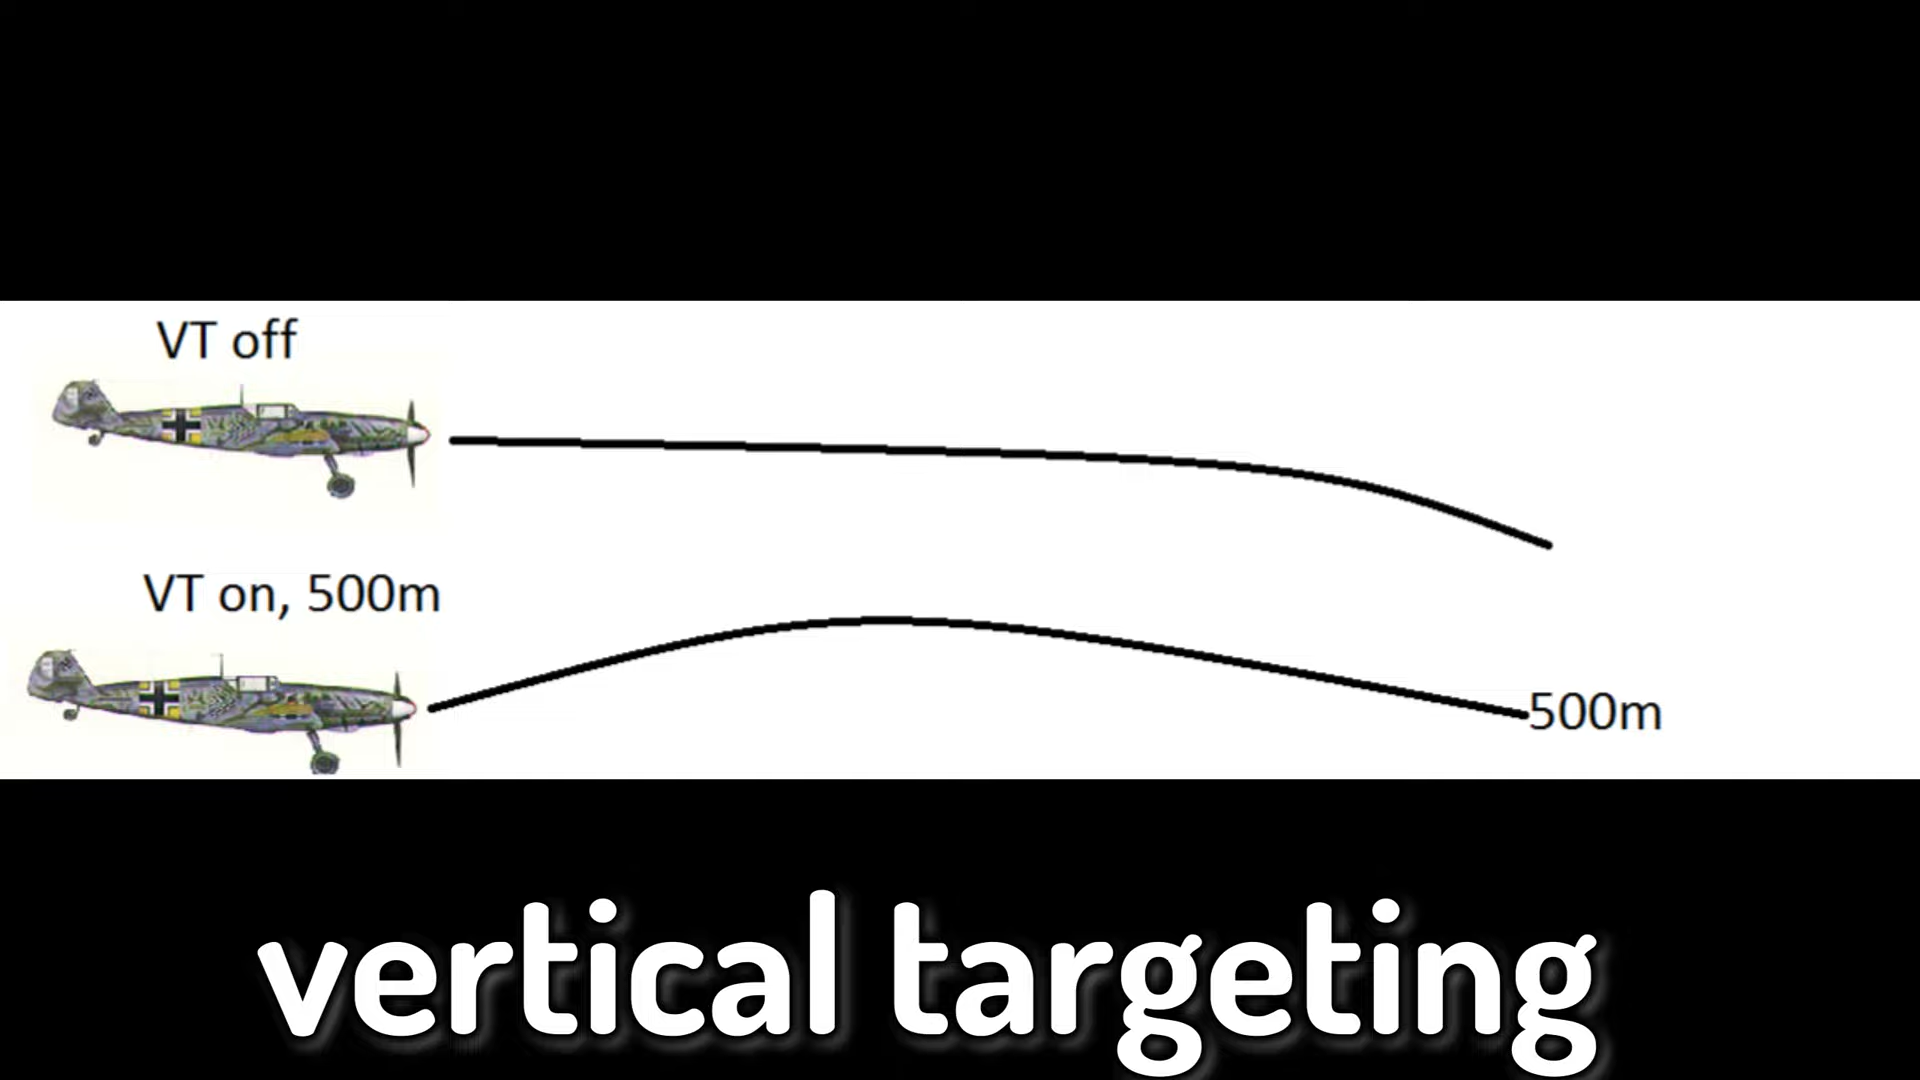 VT off
VT on, 500m
500m
vertical targeting